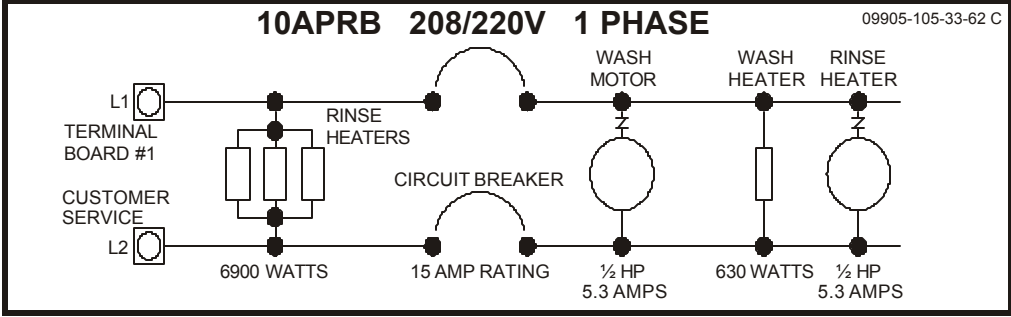 10APRB 208/220V 1 PHASE
09905-105-33-62 C
WASH
MOTOR
WASH
HEATER
RINSE
HEATER
L1
TERMINAL
BOARD #1
RINSE
HEATERS
CUSTOMER
SERVICE
L2
CIRCUIT BREAKER
6900 WATTS
15 AMP RATING
½ HP
5.3 AMPS
630 WATTS
½ HP
5.3 AMPS